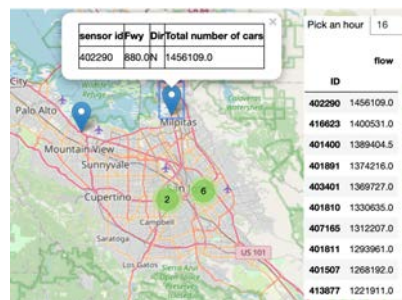 sensor id Fwy Dir Total number of cars
402290 880.0 N 1456109.0
×
Pick an hour 16
flow
ID
402290 1456109.0
416623 1400531.0
401400 1389404.5
401891 1374216.0
403401 1369727.0
401810 1330635.0
407165 1312207.0
401811 1293961.0
401507 1268192.0
413877 1221911.0
City
Refuge
Palo Alto
Milpitas
Mountain View
Sunnyvale
Cupertino
2
6
Campbell
Saratoga
US 101
Los Gatos